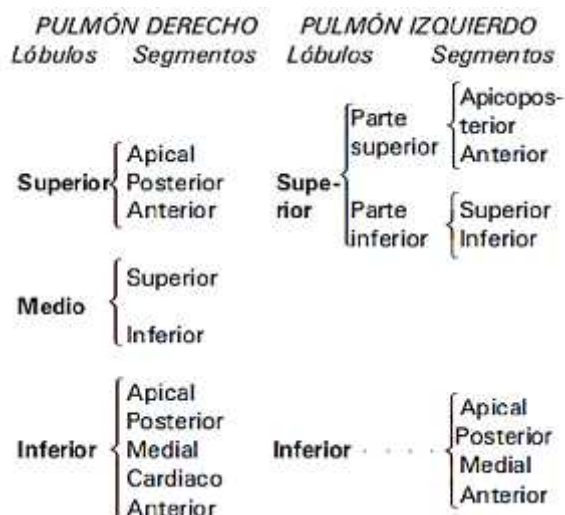 PULMÓN DERECHO
Lóbulos Segmentos
Superior
Apical
Posterior
Anterior
Medio
Superior
Inferior
Inferior
Apical
Posterior
Medial
Cardiaco
Anterior
PULMÓN IZQUIERDO
Lóbulos Segmentos
Supe-
rior
Parte
superior
Apicopos-
terior
Anterior
Parte
inferior
Superior
Inferior
Inferior . . . . .
Apical
Posterior
Medial
Anterior